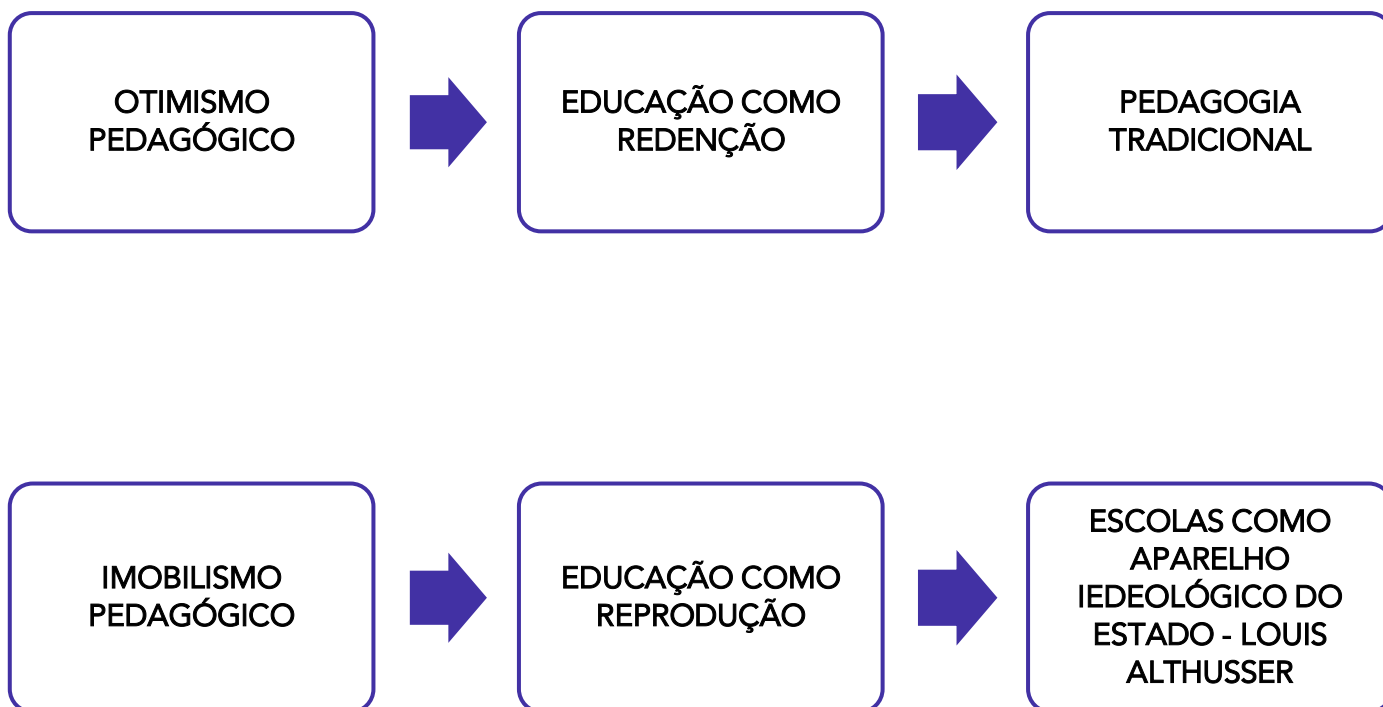 OTIMISMO
PEDAGÓGICO
EDUCAÇÃO COMO
REDENÇÃO
PEDAGOGIA
TRADICIONAL
IMOBILISMO
PEDAGÓGICO
EDUCAÇÃO COMO
REPRODUÇÃO
ESCOLAS COMO
APARELHO
IEDEOLÓGICO DO
ESTADO - LOUIS
ALTHUSSER